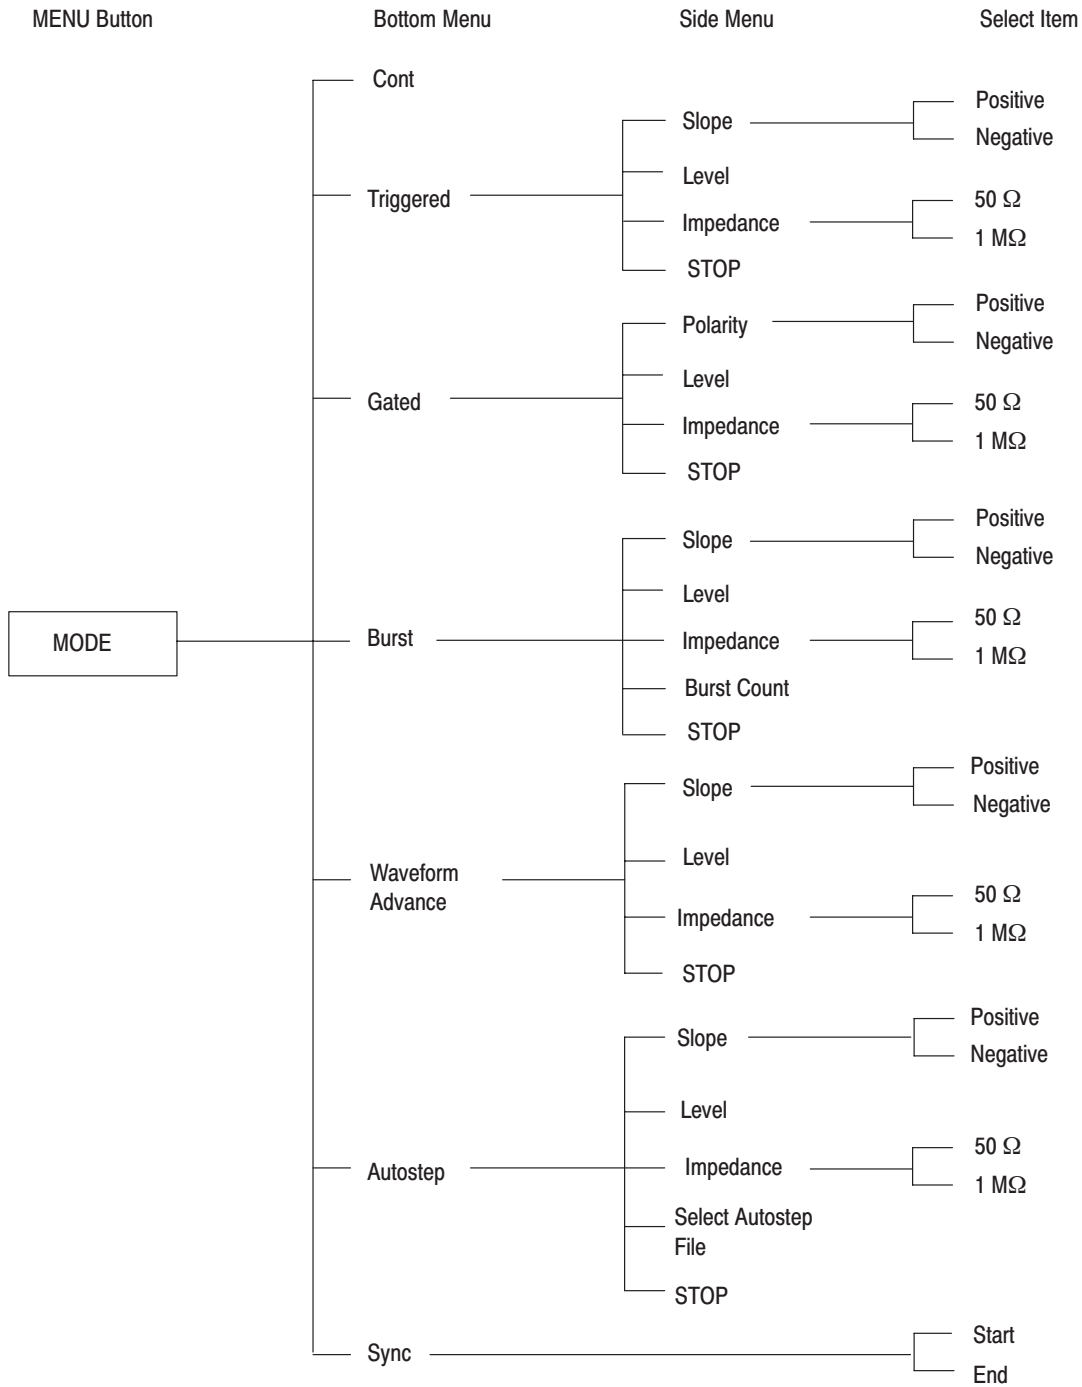 MENU Button Bottom Menu Side Menu Select Item
Cont
Triggered
Slope
Positive
Negative
Level
Impedance
50 Ω
1 MΩ
STOP
Gated
Polarity
Positive
Negative
Level
Impedance
50 Ω
1 MΩ
STOP
MODE
Burst
Slope
Positive
Negative
Level
Impedance
50 Ω
1 MΩ
Burst Count
STOP
Waveform
Advance
Slope
Positive
Negative
Level
Impedance
50 Ω
1 MΩ
STOP
Autostep
Slope
Positive
Negative
Level
Impedance
50 Ω
1 MΩ
Select Autostep
File
STOP
Sync
Start
End